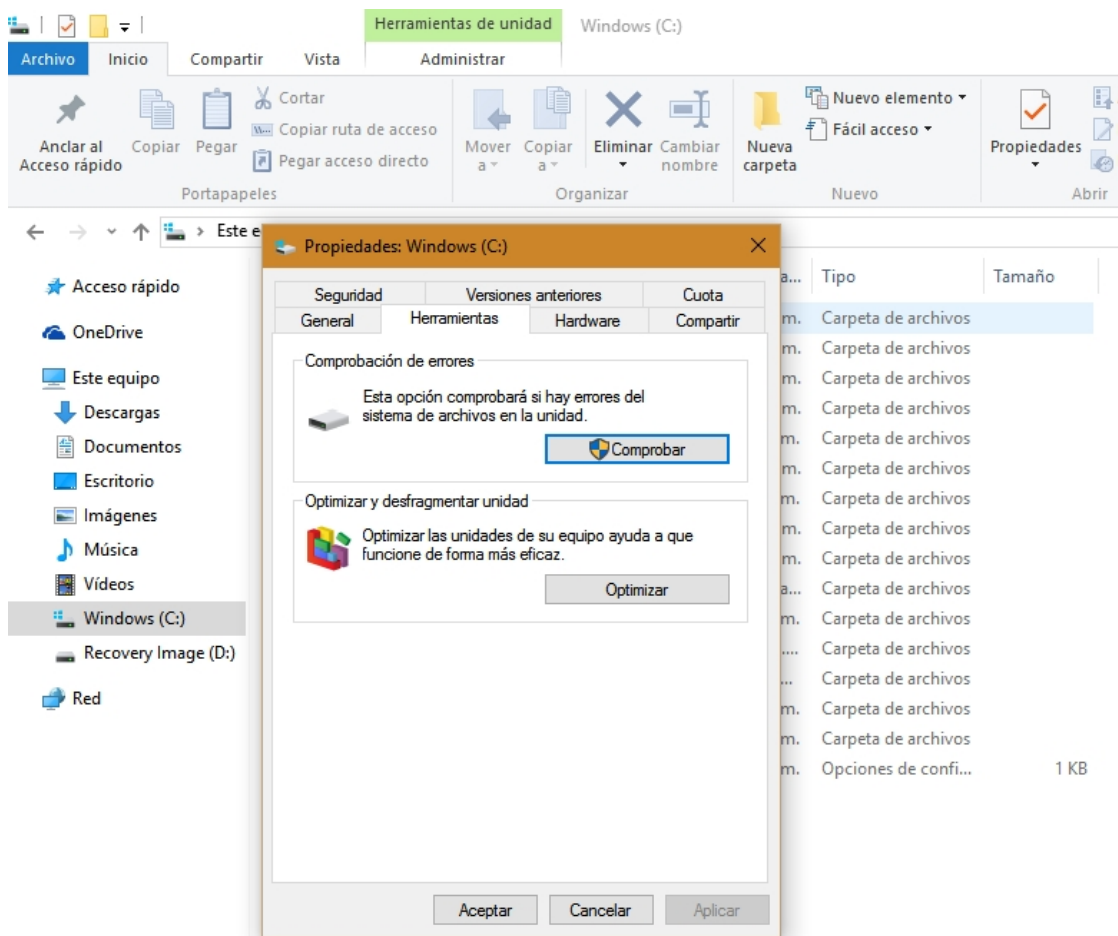 Herramientas de unidad
Windows (C:)
Archivo
Inicio
Compartir
Vista
Administrar
Anclar al
Acceso rápido
Copiar
Pegar
Cortar
Copiar ruta de acceso
Pegar acceso directo
Portapapeles
Mover
a
Copiar
a
Eliminar
Cambiar
nombre
Organizar
Nueva
carpeta
Nuevo elemento
Fácil acceso
Nuevo
Propiedades
Abrir
Este e
Acceso rápido
OneDrive
Este equipo
Descargas
Documentos
Escritorio
Imágenes
Música
Vídeos
Windows (C:)
Recovery Image (D:)
Red
Propiedades: Windows (C:)
Seguridad
Versiones anteriores
Cuota
General
Herramientas
Hardware
Compartir
Comprobación de errores
Esta opción comprobará si hay errores del
sistema de archivos en la unidad.
Comprobar
Optimizar y desfragmentar unidad
Optimizar las unidades de su equipo ayuda a que
funcione de forma más eficaz.
Optimizar
Aceptar
Cancelar
Aplicar
a...
Tipo
Tamaño
m.
Carpeta de archivos
m.
Carpeta de archivos
m.
Carpeta de archivos
m.
Carpeta de archivos
m.
Carpeta de archivos
m.
Carpeta de archivos
m.
Carpeta de archivos
m.
Carpeta de archivos
m.
Carpeta de archivos
a...
Carpeta de archivos
m.
Carpeta de archivos
....
Carpeta de archivos
...
Carpeta de archivos
m.
Carpeta de archivos
m.
Carpeta de archivos
m.
Opciones de confi...
1 KB